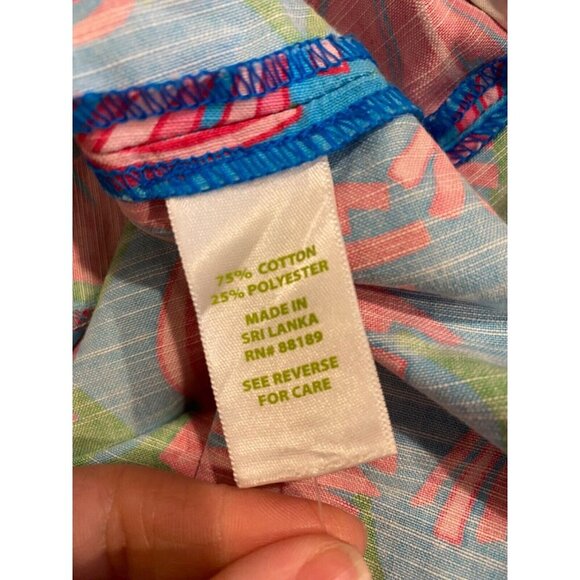 75% COTTON
25% POLYESTER
MADE IN
SRI LANKA
RN# 88189
SEE REVERSE
FOR CARE